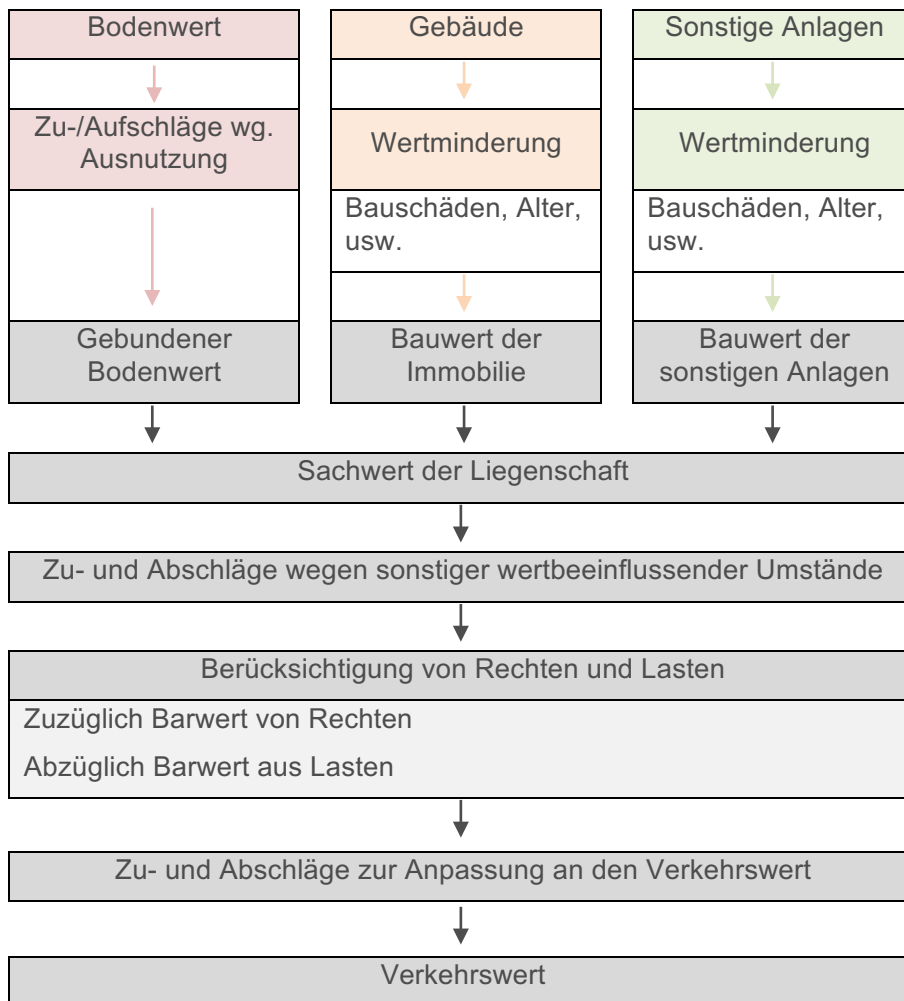 Bodenwert
Zu-/Aufschläge wg.
Ausnutzung
Gebundener
Bodenwert
Gebäude
Wertminderung
Bauschäden, Alter,
usw.
Bauwert der
Immobilie
Sonstige Anlagen
Wertminderung
Bauschäden, Alter,
usw.
Bauwert der
sonstigen Anlagen
Sachwert der Liegenschaft
Zu- und Abschläge wegen sonstiger wertbeeinflussender Umstände
Berücksichtigung von Rechten und Lasten
Zuzüglich Barwert von Rechten
Abzüglich Barwert aus Lasten
Zu- und Abschläge zur Anpassung an den Verkehrswert
Verkehrswert